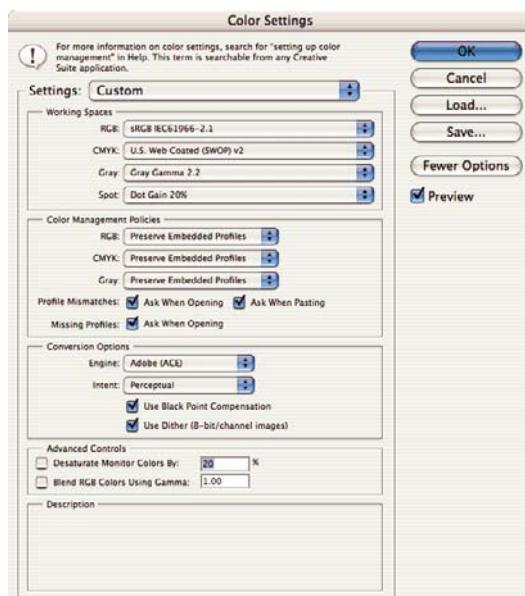 Color Settings
For more information on color settings, search for "setting up color
management" in Help. This term is searchable from any Creative
Suite application.
OK
Cancel
Load...
Save...
Fewer Options
Preview
Settings: Custom
Working Spaces
RGB: sRGB IEC61966-2.1
CMYK: U.S. Web Coated (SWOP) v2
Gray: Gray Gamma 2.2
Spot: Dot Gain 20%
Color Management Policies
RGB: Preserve Embedded Profiles
CMYK: Preserve Embedded Profiles
Gray: Preserve Embedded Profiles
Profile Mismatches: Ask When Opening Ask When Pasting
Missing Profiles: Ask When Opening
Conversion Options
Engine: Adobe (ACE)
Intent: Perceptual
Use Black Point Compensation
Use Dither (8-bit/channel images)
Advanced Controls
Desaturate Monitor Colors By: 20 %
Blend RGB Colors Using Gamma: 1.00
Description